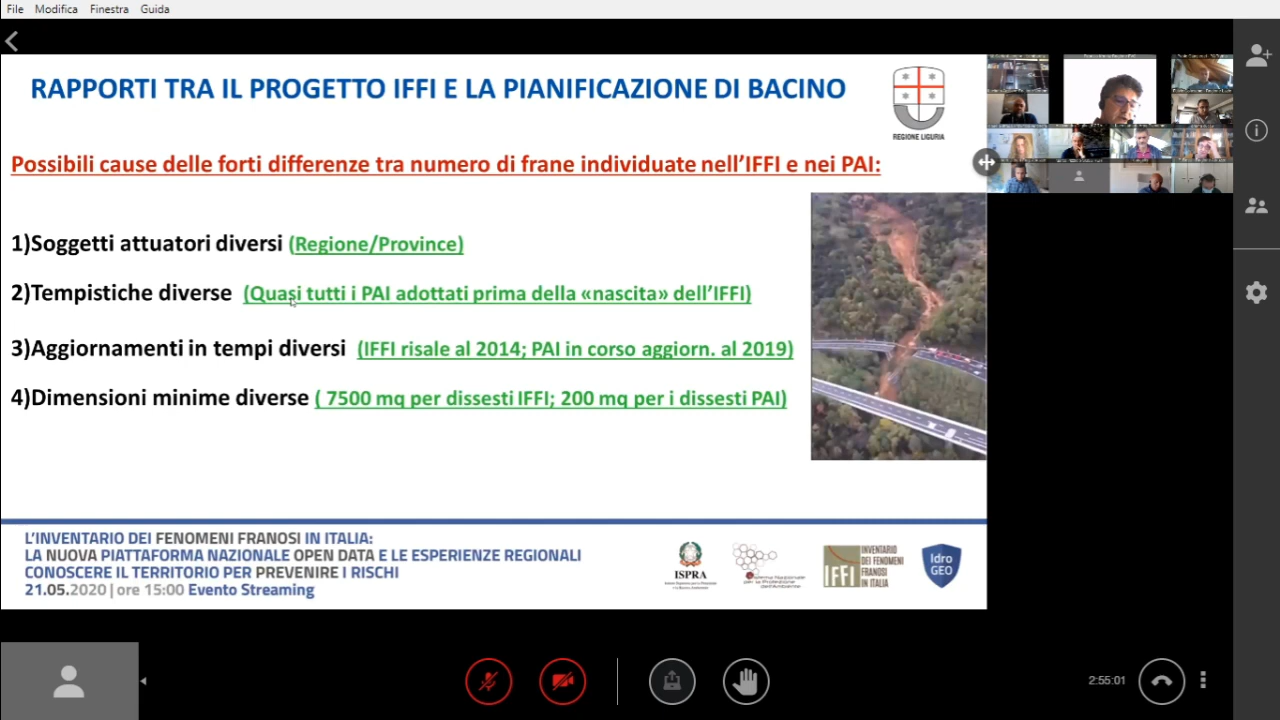 File Modifica Finestra Guida
RAPPORTI TRA IL PROGETTO IFFI E LA PIANIFICAZIONE DI BACINO
REGIONE LIGURIA
Possibili cause delle forti differenze tra numero di frane individuate nell'IFFI e nei PAI:
1)Soggetti attuatori diversi (Regione/Province)
2)Tempistiche diverse (Quasi tutti i PAI adottati prima della «nascita» dell'IFFI)
3)Aggiornamenti in tempi diversi (IFFI risale al 2014; PAI in corso aggiorn. al 2019)
4)Dimensioni minime diverse ( 7500 mq per dissesti IFFI; 200 mq per i dissesti PAI)
L'INVENTARIO DEI FENOMENI FRANOSI IN ITALIA:
LA NUOVA PIATTAFORMA NAZIONALE OPEN DATA E LE ESPERIENZE REGIONALI
CONOSCERE IL TERRITORIO PER PREVENIRE I RISCHI
21.05.2020 | ore 15:00 Evento Streaming
ISPRA
IFFI
INVENTARIO
DEI FENOMENI
FRANOSI
IN ITALIA
Idro
GEO
2:55:01